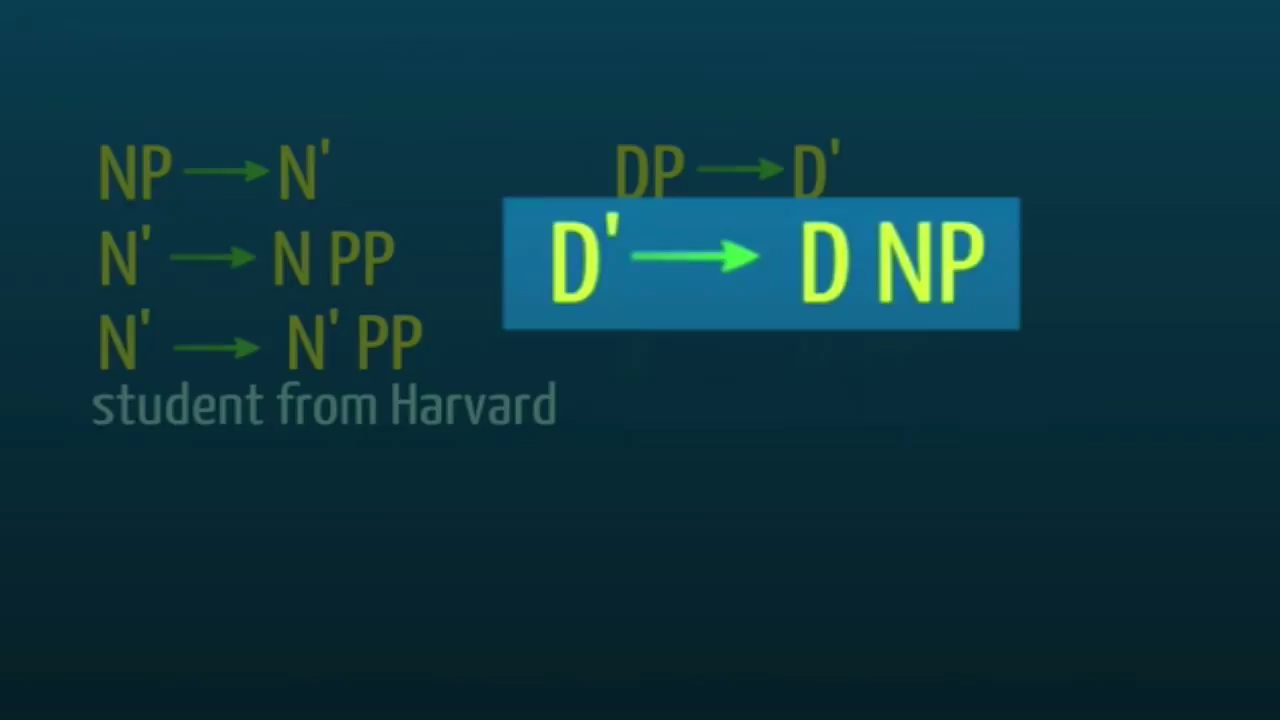 NP → N'
N' → N PP
N' → N' PP
student from Harvard
DP → D'
D' → D NP